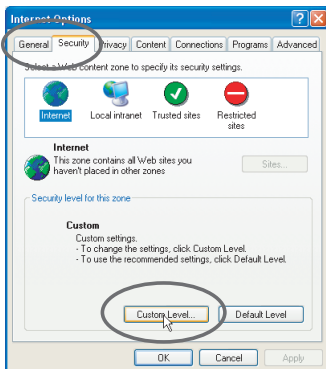 Internet Options
General Security Privacy Content Connections Programs Advanced
Select a Web content zone to specify its security settings.
Internet Local intranet Trusted sites Restricted sites
Internet
This zone contains all Web sites you haven't placed in other zones
Sites...
Security level for this zone
Custom
Custom settings.
- To change the settings, click Custom Level.
- To use the recommended settings, click Default Level.
Custom Level... Default Level
OK Cancel Apply